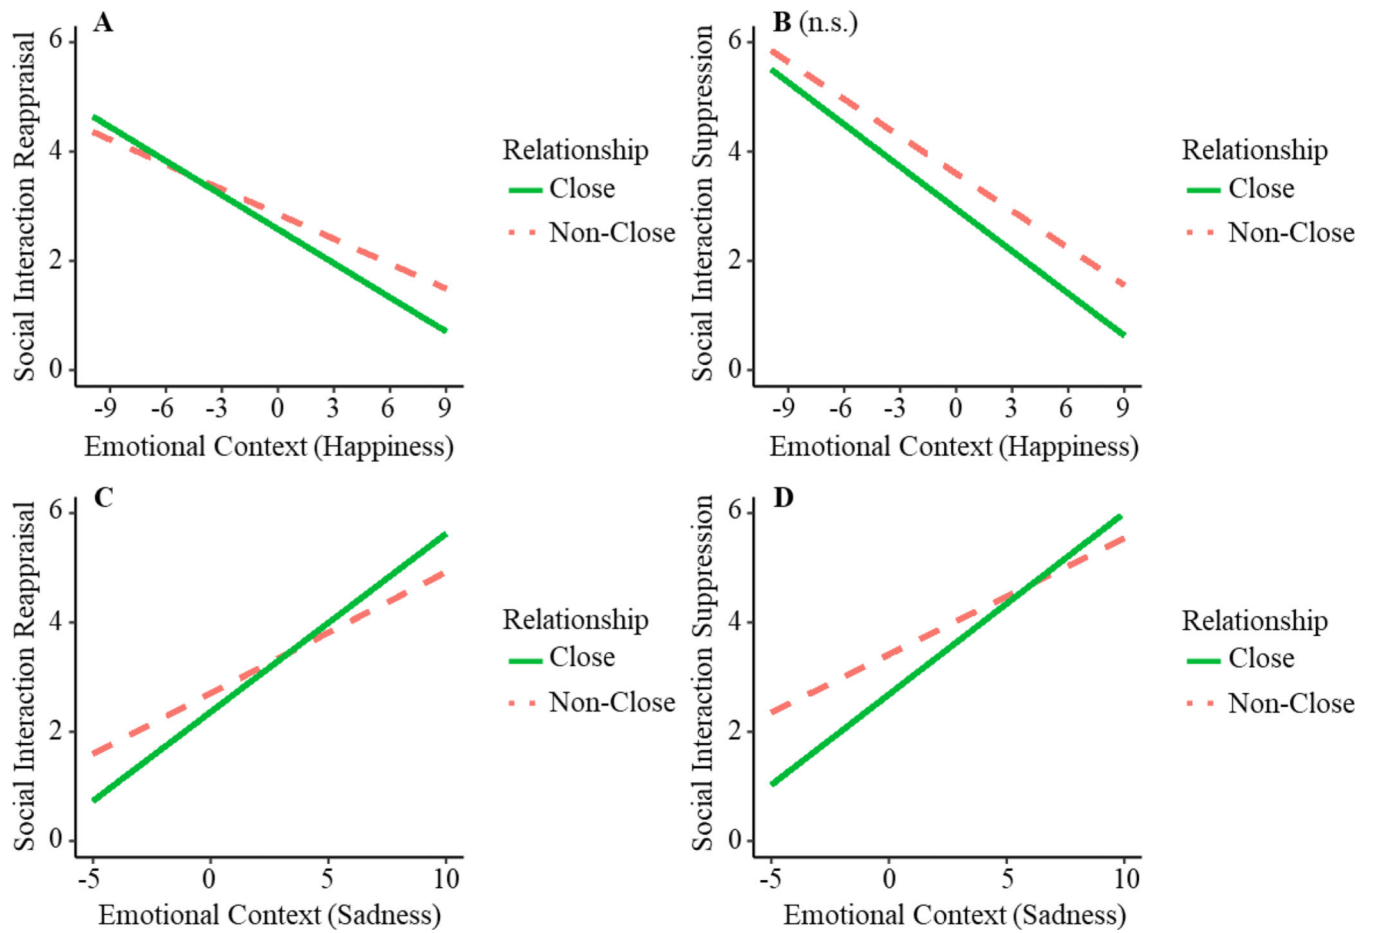 A
Social Interaction Reappraisal
6
4
2
0
-9 -6 -3 0 3 6 9
Emotional Context (Happiness)
Relationship
Close
Non-Close
B (n.s.)
Social Interaction Suppression
6
4
2
0
-9 -6 -3 0 3 6 9
Emotional Context (Happiness)
Relationship
Close
Non-Close
C
Social Interaction Reappraisal
6
4
2
0
-5 0 5 10
Emotional Context (Sadness)
Relationship
Close
Non-Close
D
Social Interaction Suppression
6
4
2
0
-5 0 5 10
Emotional Context (Sadness)
Relationship
Close
Non-Close